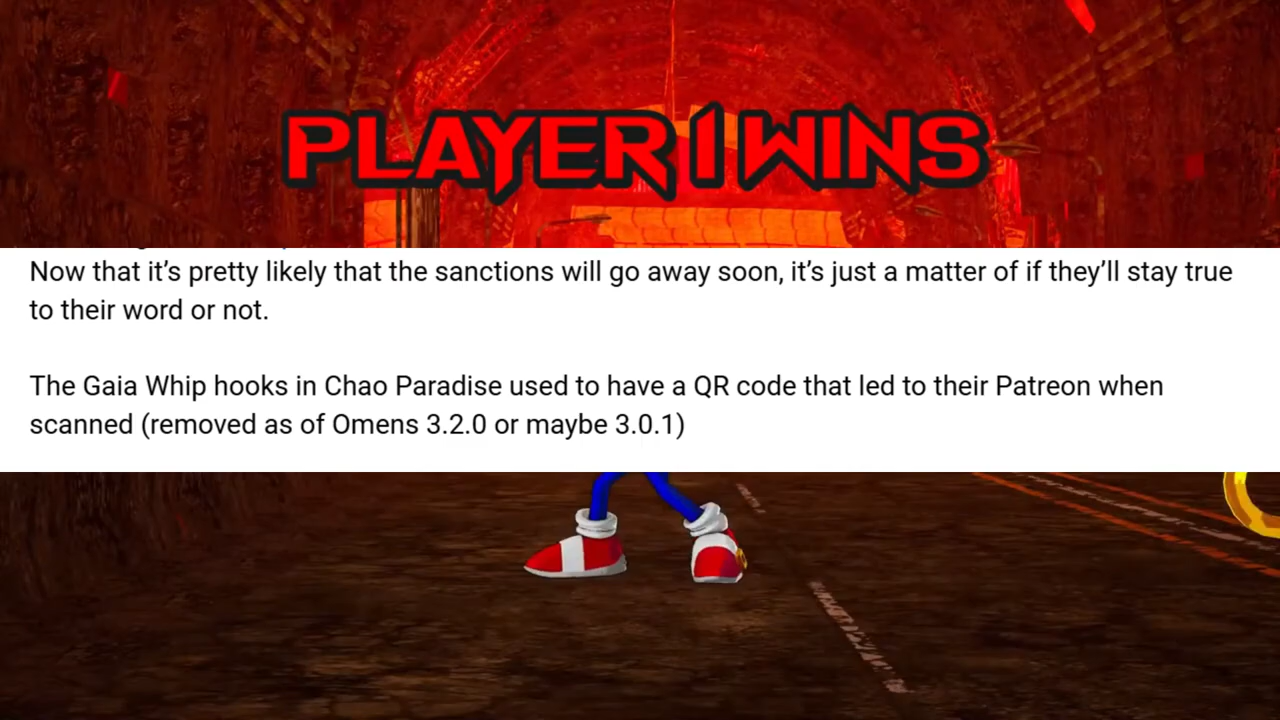 PLAYER 1 WINS
Now that it’s pretty likely that the sanctions will go away soon, it’s just a matter of if they’ll stay true
to their word or not.
The Gaia Whip hooks in Chao Paradise used to have a QR code that led to their Patreon when
scanned (removed as of Omens 3.2.0 or maybe 3.0.1)